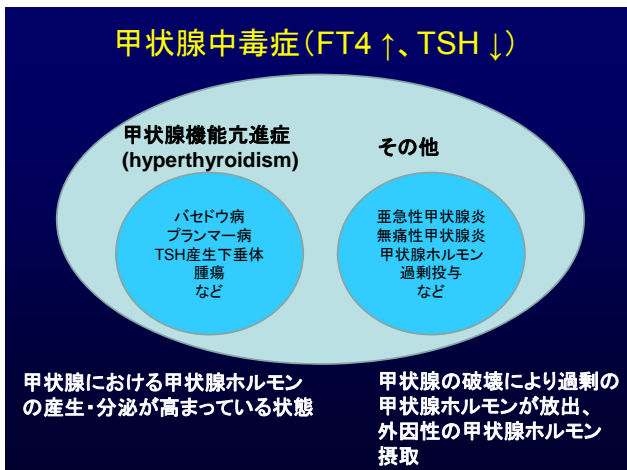 甲状腺中毒症(FT4 ↑、TSH ↓)
甲状腺機能亢進症
(hyperthyroidism)
その他
バセドウ病
プランマー病
TSH産生下垂体
腫瘍
など
亜急性甲状腺炎
無痛性甲状腺炎
甲状腺ホルモン
過剰投与
など
甲状腺における甲状腺ホルモン
の産生・分泌が高まっている状態
甲状腺の破壊により過剰の
甲状腺ホルモンが放出、
外因性の甲状腺ホルモン
摂取